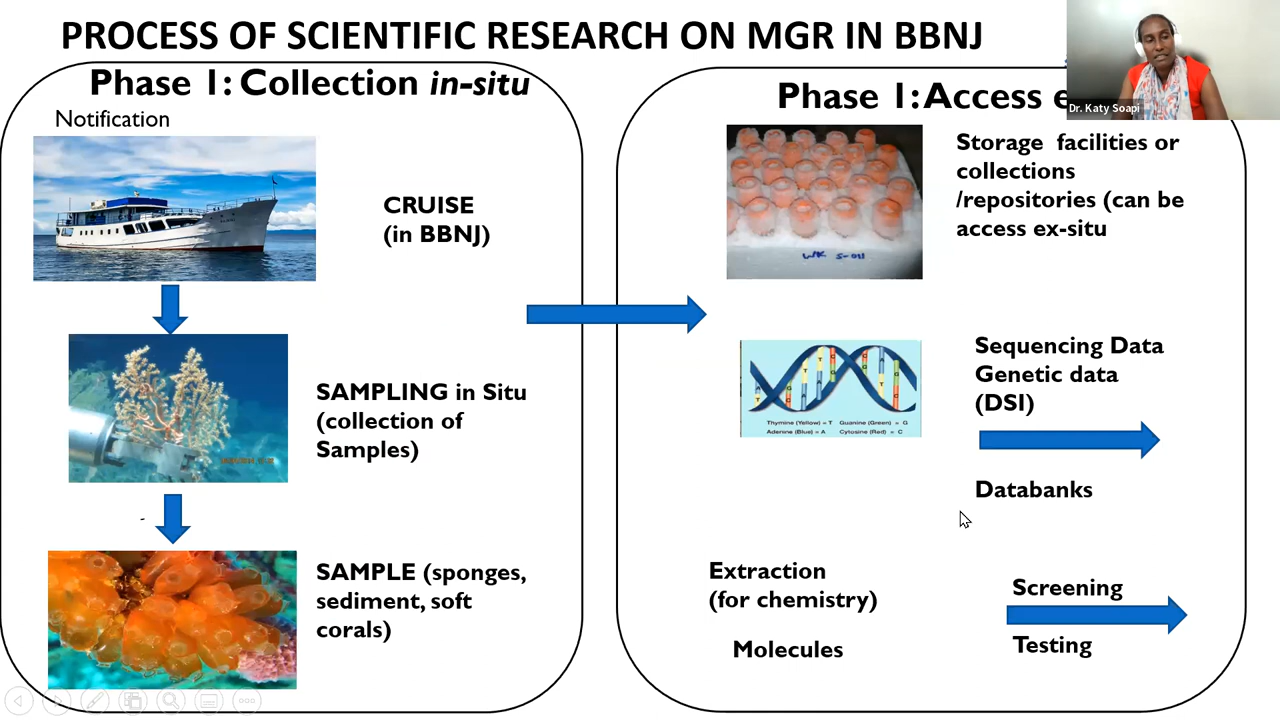 PROCESS OF SCIENTIFIC RESEARCH ON MGR IN BBNJ
Dr. Katy Soapi
Phase 1: Collection in-situ
Notification
CRUISE
(in BBNJ)
SAMPLING in Situ
(collection of
Samples)
SAMPLE (sponges,
sediment, soft
corals)
Phase 1: Access
Storage facilities or
collections
/repositories (can be
access ex-situ
WK S-011
Sequencing Data
Genetic data
(DSI)
Thymine (Yellow) = T Guanine (Green) = G
Adenine (Blue) = A Cytosine (Red) = C
Databanks
Extraction
(for chemistry)
Molecules
Screening
Testing